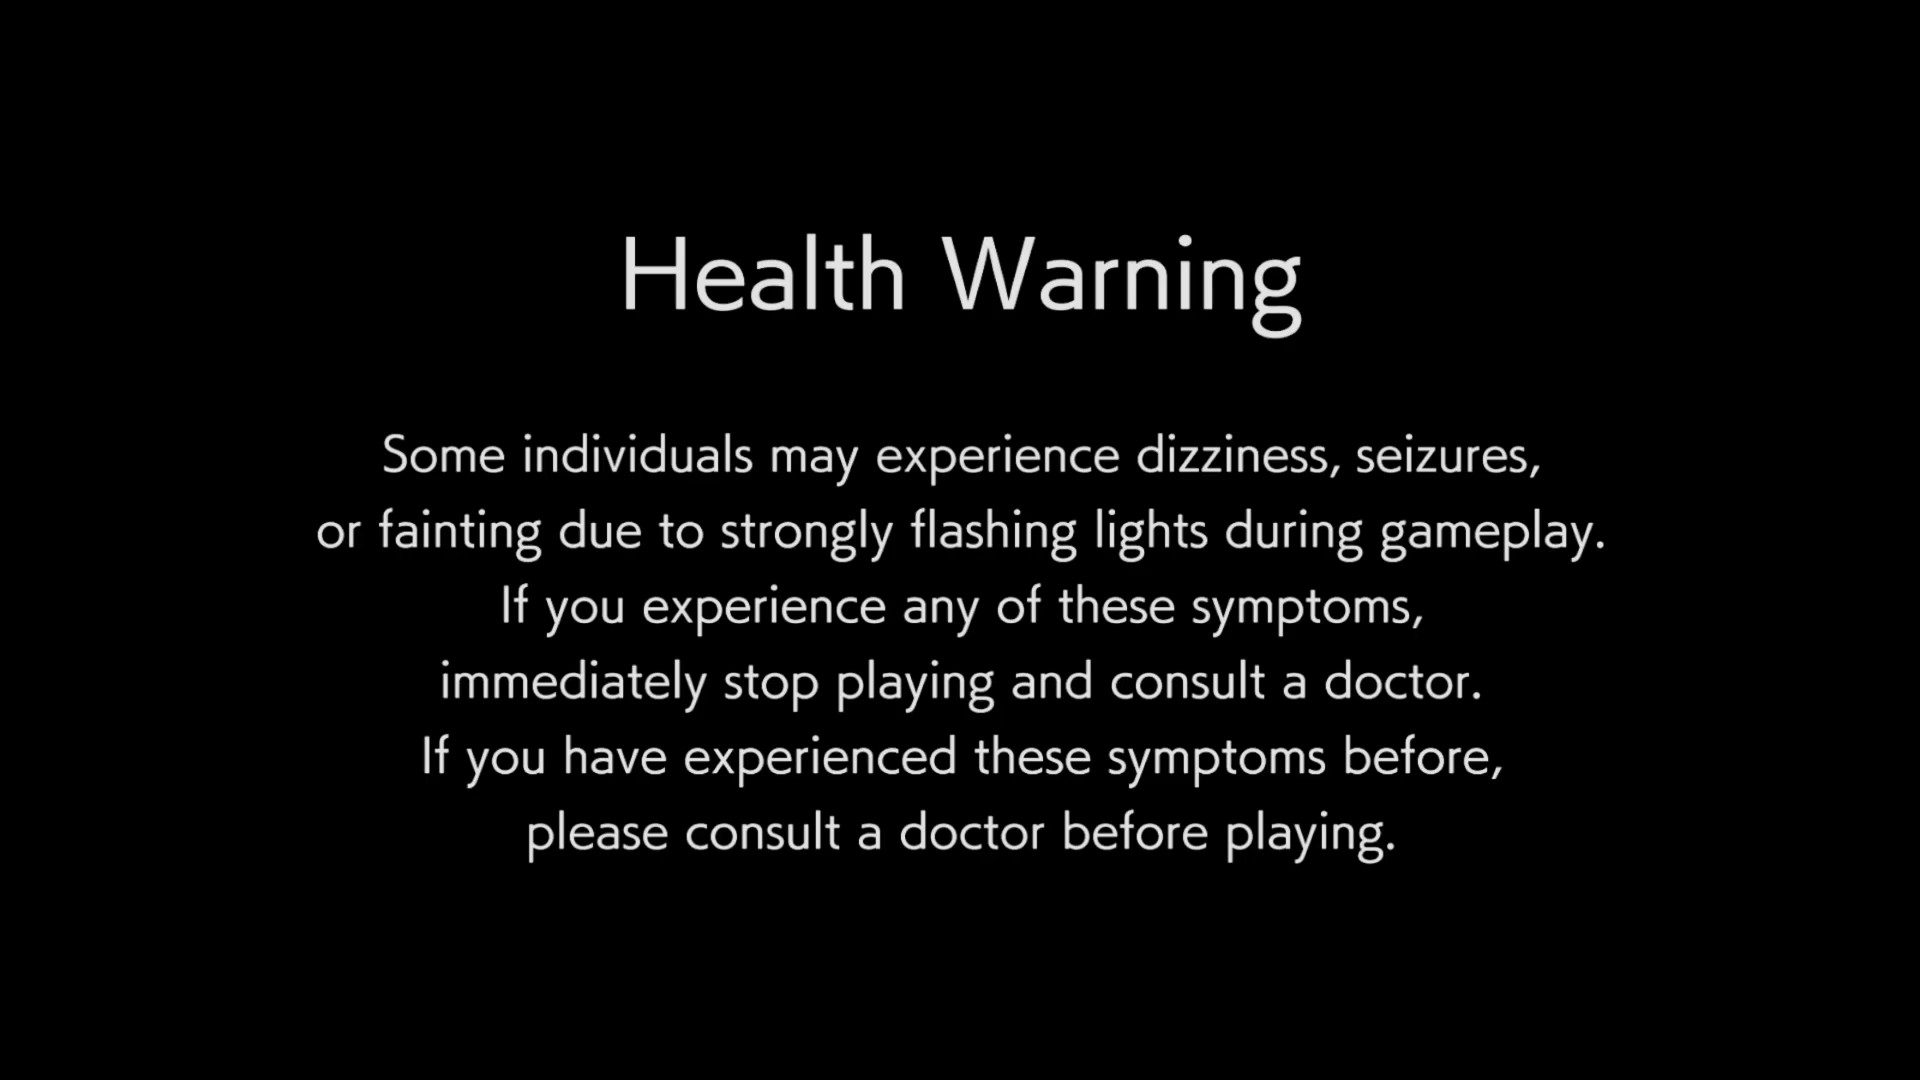 Health Warning
Some individuals may experience dizziness, seizures,
or fainting due to strongly flashing lights during gameplay.
If you experience any of these symptoms,
immediately stop playing and consult a doctor.
If you have experienced these symptoms before,
please consult a doctor before playing.